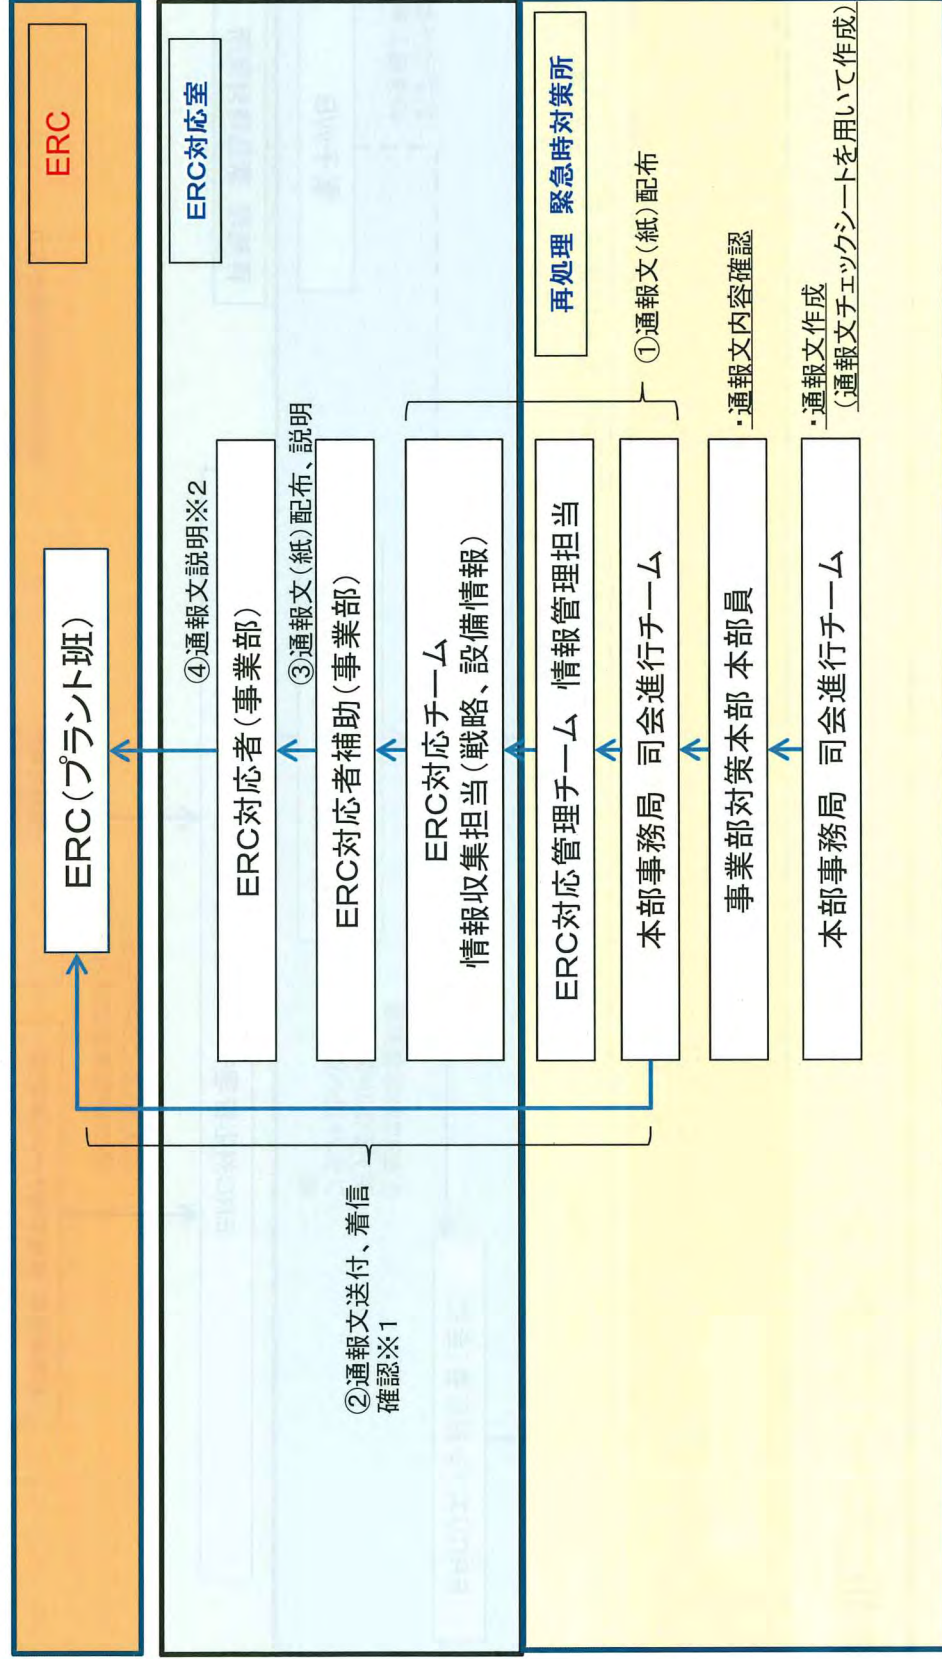 ERC
ERC(プラント班)
ERC対応室
④通報文説明※2
ERC対応者(事業部)
③通報文(紙)配布、説明
ERC対応者補助(事業部)
ERC対応チーム
情報収集担当(戦略、設備情報)
②通報文送付、着信
確認※1
再処理 緊急時対策所
ERC対応管理チーム 情報管理担当
①通報文(紙)配布
本部事務局 司会進行チーム
・通報文内容確認
事業部対策本部 本部員
・通報文作成
(通報文チェックシートを用いて作成)
本部事務局 司会進行チーム